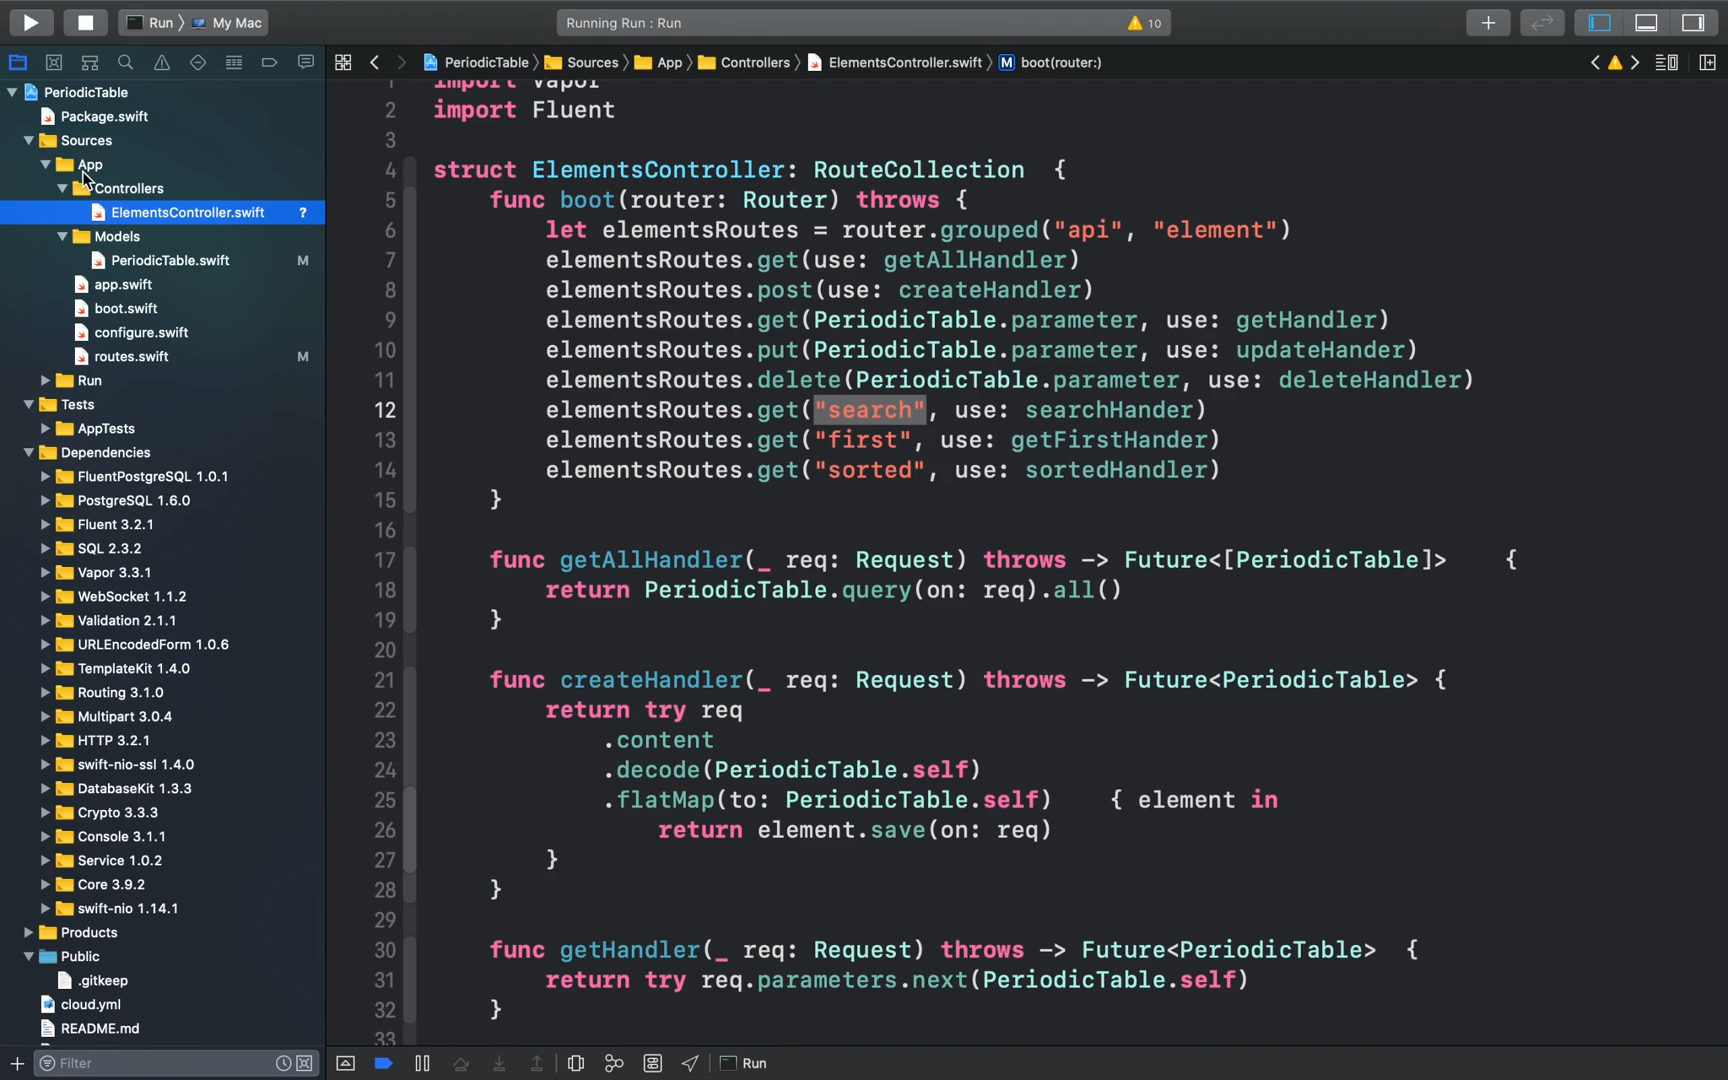 Run 〉 My Mac
Running Run : Run
10
PeriodicTable
Package.swift
Sources
App
Controllers
ElementsController.swift ?
Models
PeriodicTable.swift M
app.swift
boot.swift
configure.swift
routes.swift M
Run
Tests
AppTests
Dependencies
FluentPostgreSQL 1.0.1
PostgreSQL 1.6.0
Fluent 3.2.1
SQL 2.3.2
Vapor 3.3.1
WebSocket 1.1.2
Validation 2.1.1
URLEncodedForm 1.0.6
TemplateKit 1.4.0
Routing 3.1.0
Multipart 3.0.4
HTTP 3.2.1
swift-nio-ssl 1.4.0
DatabaseKit 1.3.3
Crypto 3.3.3
Console 3.1.1
Service 1.0.2
Core 3.9.2
swift-nio 1.14.1
Products
Public
.gitkeep
cloud.yml
README.md
Filter
PeriodicTable 〉 Sources 〉 App 〉 Controllers 〉 ElementsController.swift 〉 M boot(router:)
1 import Vapor
2 import Fluent
3
4 struct ElementsController: RouteCollection  {
5     func boot(router: Router) throws {
6         let elementsRoutes = router.grouped("api", "element")
7         elementsRoutes.get(use: getAllHandler)
8         elementsRoutes.post(use: createHandler)
9         elementsRoutes.get(PeriodicTable.parameter, use: getHandler)
10         elementsRoutes.put(PeriodicTable.parameter, use: updateHander)
11         elementsRoutes.delete(PeriodicTable.parameter, use: deleteHandler)
12         elementsRoutes.get("search", use: searchHander)
13         elementsRoutes.get("first", use: getFirstHander)
14         elementsRoutes.get("sorted", use: sortedHandler)
15     }
16
17     func getAllHandler(_ req: Request) throws -> Future<[PeriodicTable]>    {
18         return PeriodicTable.query(on: req).all()
19     }
20
21     func createHandler(_ req: Request) throws -> Future<PeriodicTable> {
22         return try req
23             .content
24             .decode(PeriodicTable.self)
25             .flatMap(to: PeriodicTable.self)    { element in
26                 return element.save(on: req)
27         }
28     }
29
30     func getHandler(_ req: Request) throws -> Future<PeriodicTable>  {
31         return try req.parameters.next(PeriodicTable.self)
32     }
33
Run